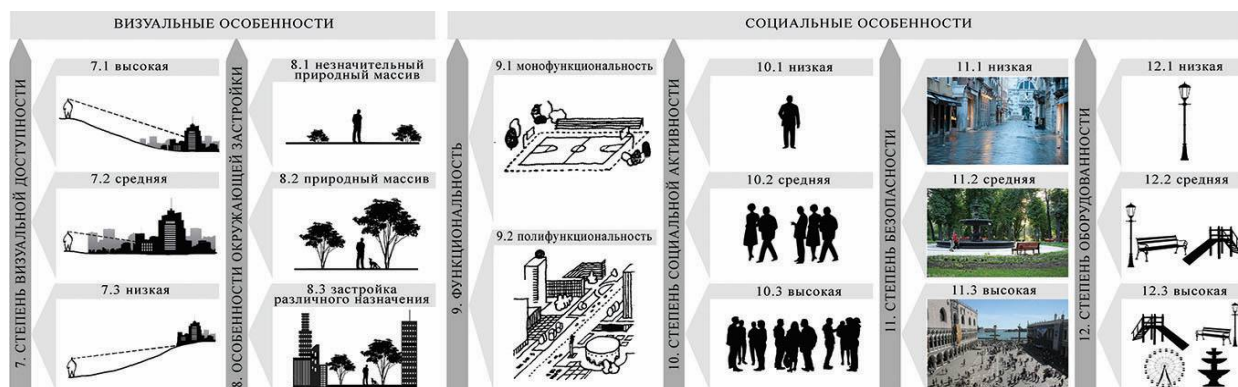 ВИЗУАЛЬНЫЕ ОСОБЕННОСТИ
7. СТЕПЕНЬ ВИЗУАЛЬНОЙ ДОСТУПНОСТИ
7.1 высокая
7.2 средняя
7.3 низкая
8. ОСОБЕННОСТИ ОКРУЖАЮЩЕЙ ЗАСТРОЙКИ
8.1 незначительный
природный массив
8.2 природный массив
8.3 застройка
различного назначения
СОЦИАЛЬНЫЕ ОСОБЕННОСТИ
9. ФУНКЦИОНАЛЬНОСТЬ
9.1 монофункциональность
9.2 полифункциональность
10. СТЕПЕНЬ СОЦИАЛЬНОЙ АКТИВНОСТИ
10.1 низкая
10.2 средняя
10.3 высокая
11. СТЕПЕНЬ БЕЗОПАСНОСТИ
11.1 низкая
11.2 средняя
11.3 высокая
12. СТЕПЕНЬ ОБОРУДОВАННОСТИ
12.1 низкая
12.2 средняя
12.3 высокая